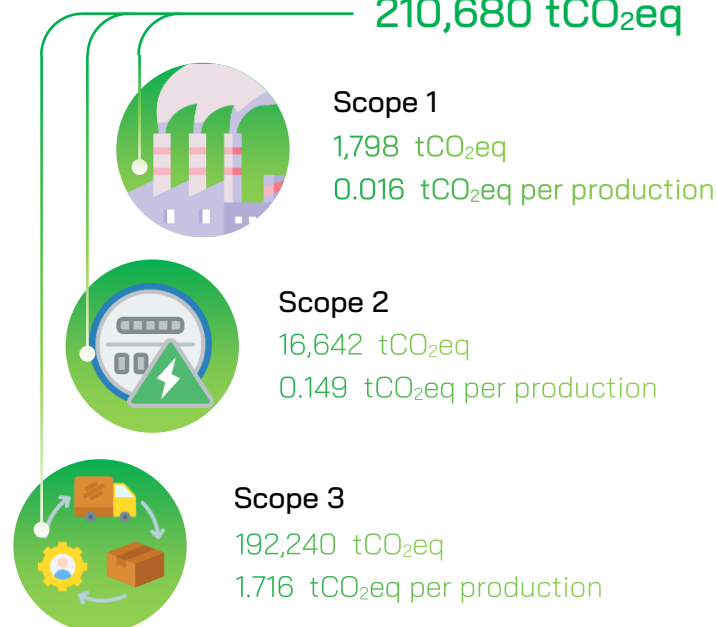 210,680 tCO₂eq
Scope 1
1,798 tCO₂eq
0.016 tCO₂eq per production
Scope 2
16,642 tCO₂eq
0.149 tCO₂eq per production
Scope 3
192,240 tCO₂eq
1.716 tCO₂eq per production